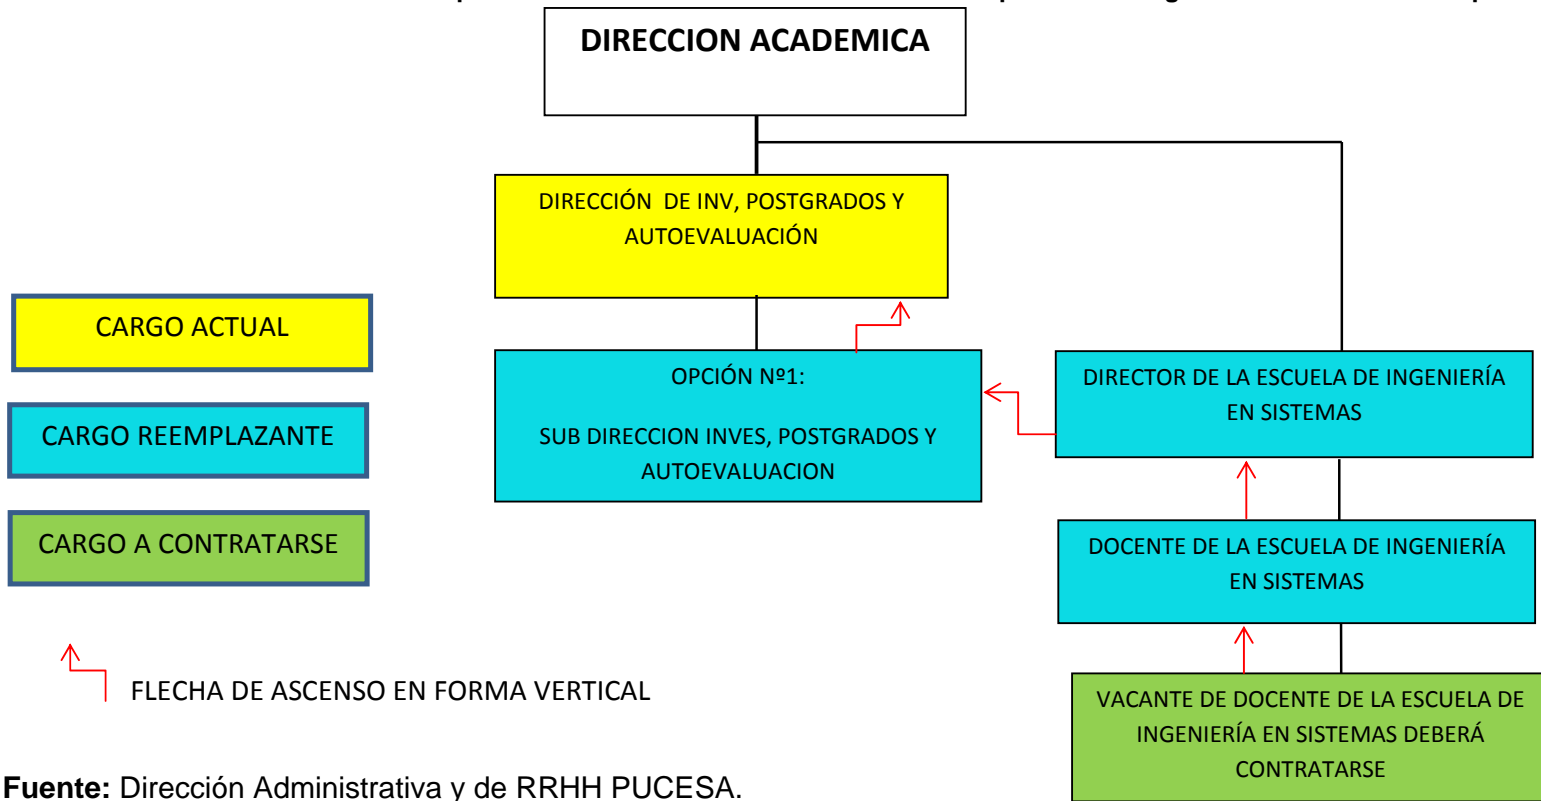 DIRECCION ACADEMICA
DIRECCIÓN  DE INV, POSTGRADOS Y
AUTOEVALUACIÓN
CARGO ACTUAL
CARGO REEMPLAZANTE
CARGO A CONTRATARSE
OPCIÓN Nº1:
SUB DIRECCION INVES, POSTGRADOS Y
AUTOEVALUACION
DIRECTOR DE LA ESCUELA DE INGENIERÍA
EN SISTEMAS
DOCENTE DE LA ESCUELA DE INGENIERÍA
EN SISTEMAS
VACANTE DE DOCENTE DE LA ESCUELA DE
INGENIERÍA EN SISTEMAS DEBERÁ
CONTRATARSE
FLECHA DE ASCENSO EN FORMA VERTICAL
Fuente: Dirección Administrativa y de RRHH PUCESA.